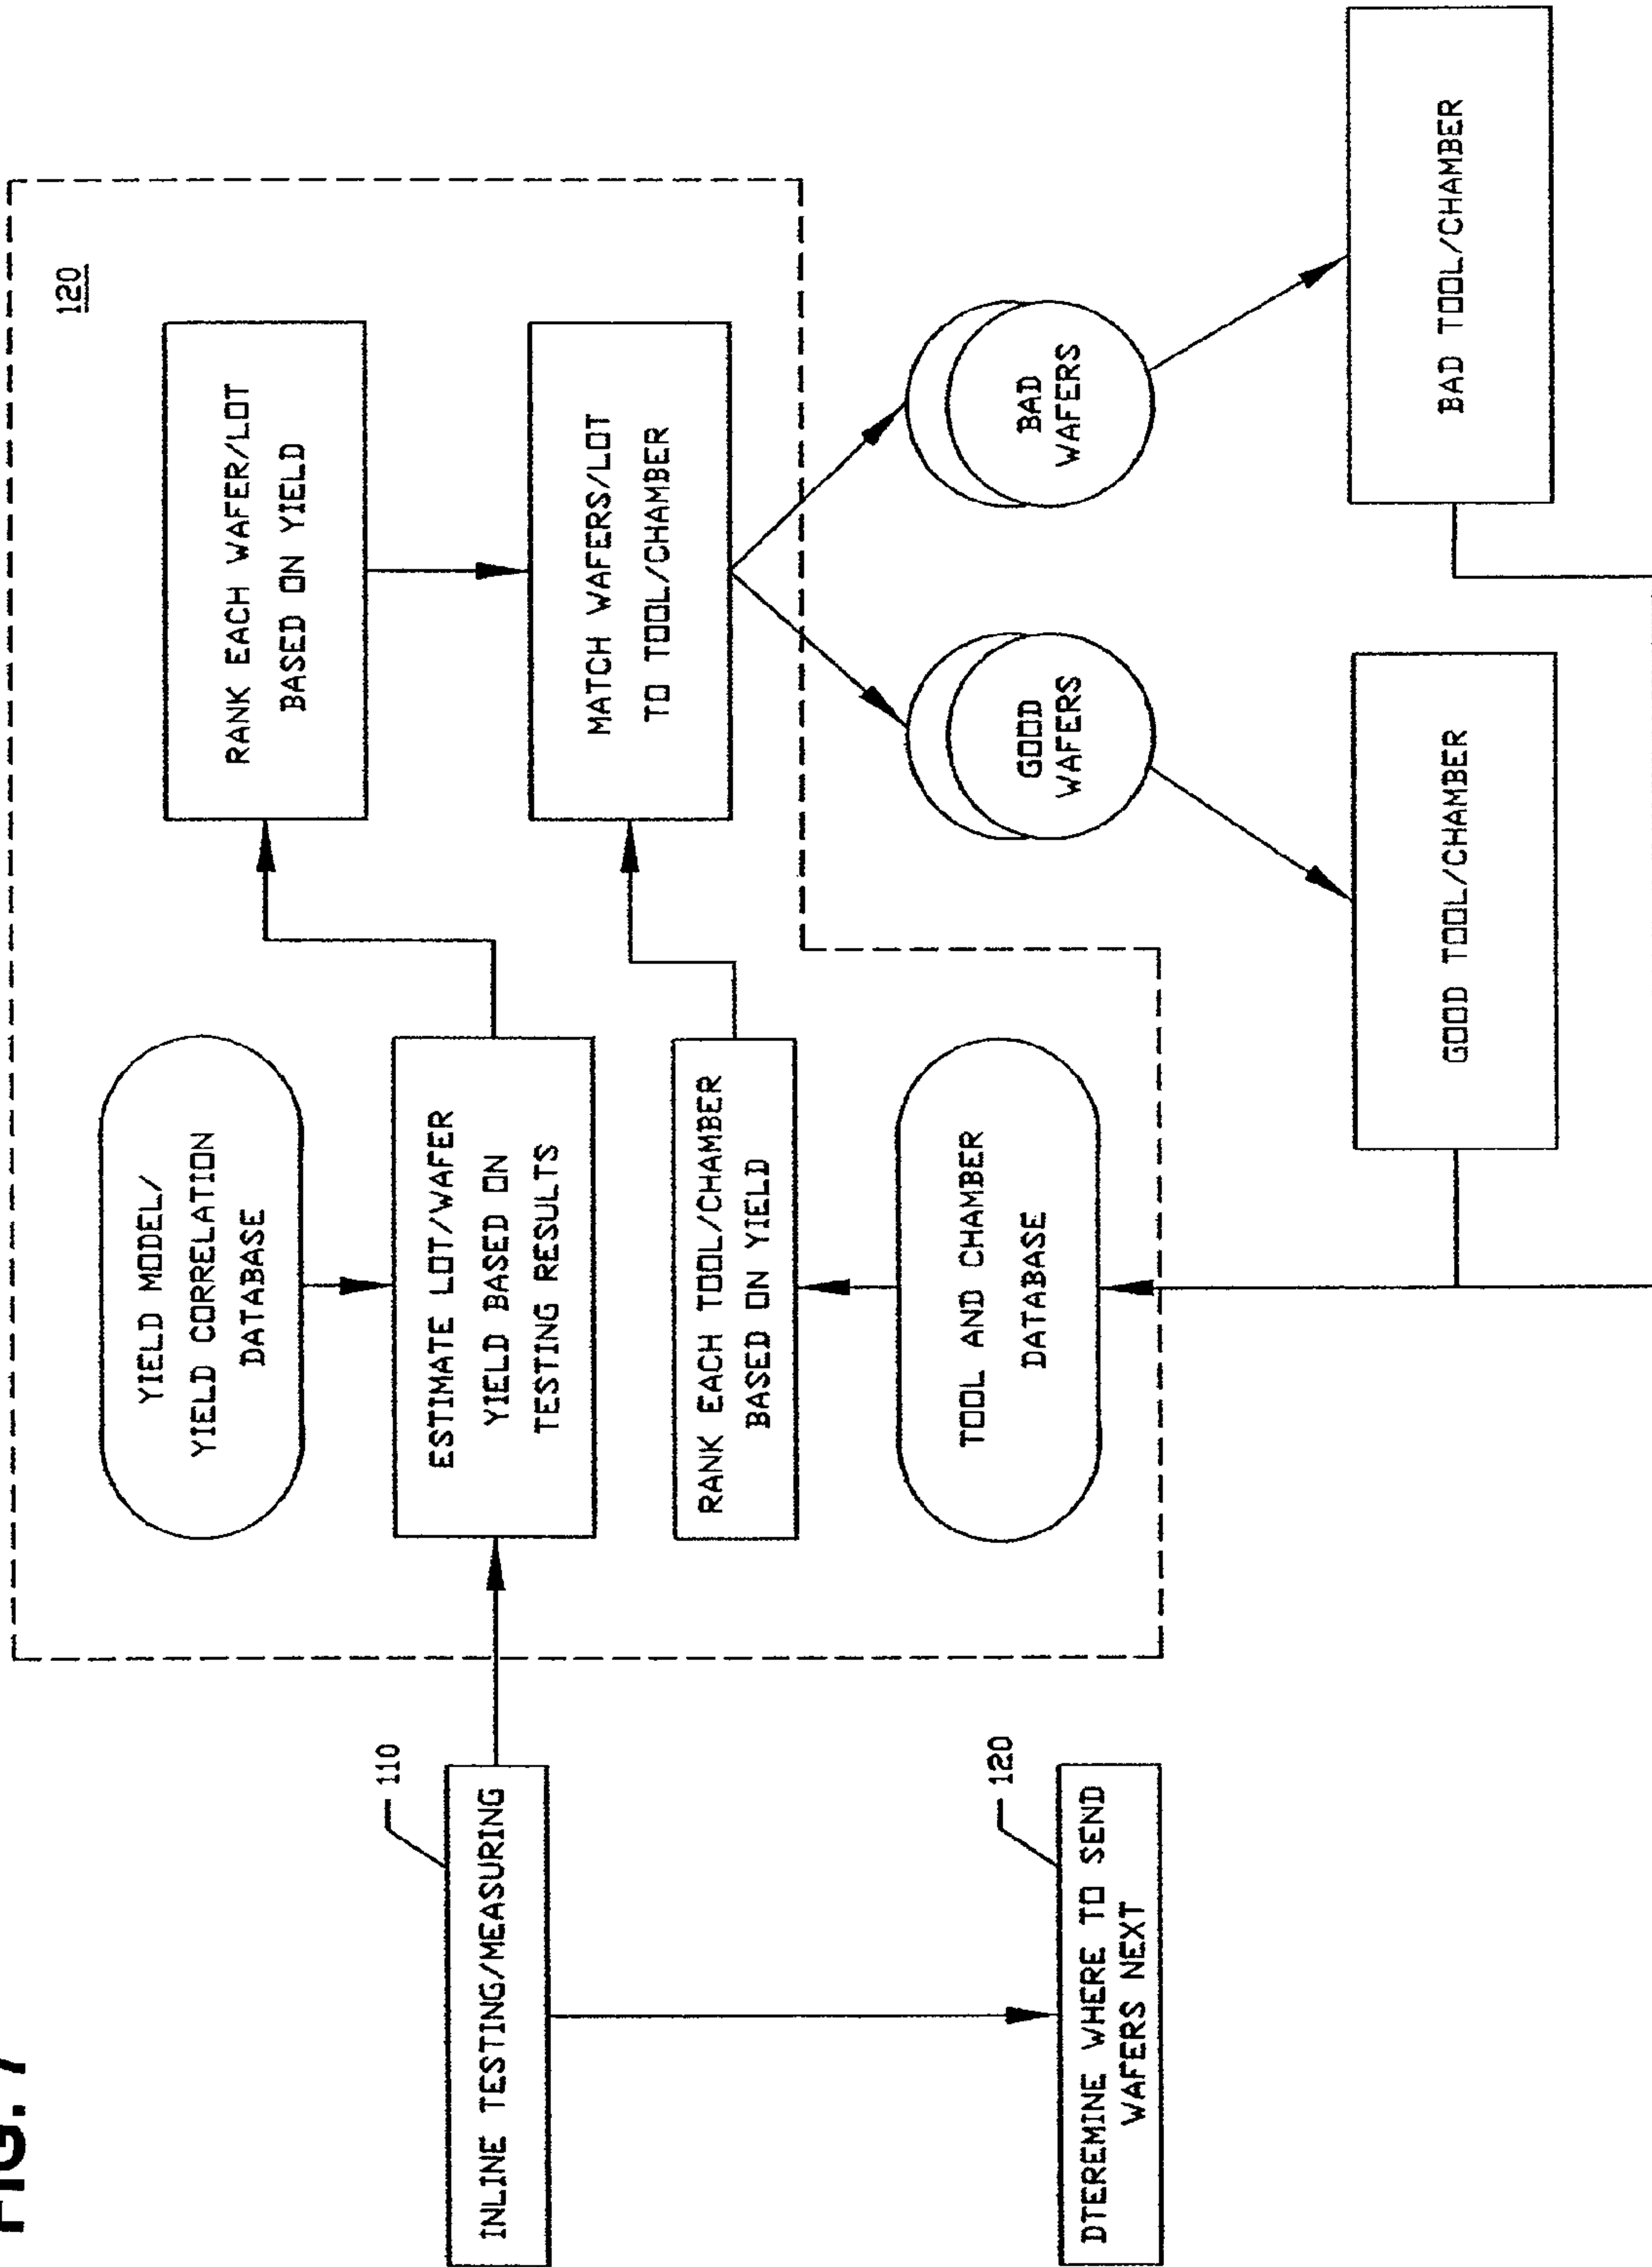 FIG. 7
INLINE TESTING/MEASURING
110
DTEREMINE WHERE TO SEND
WAFERS NEXT
120
120
YIELD MODEL/
YIELD CORRELATION
DATABASE
ESTIMATE LOT/WAFER
YIELD BASED ON
TESTING RESULTS
RANK EACH TOOL/CHAMBER
BASED ON YIELD
TOOL AND CHAMBER
DATABASE
RANK EACH WAFER/LOT
BASED ON YIELD
MATCH WAFERS/LOT
TO TOOL/CHAMBER
GOOD
WAFERS
BAD
WAFERS
GOOD TOOL/CHAMBER
BAD TOOL/CHAMBER